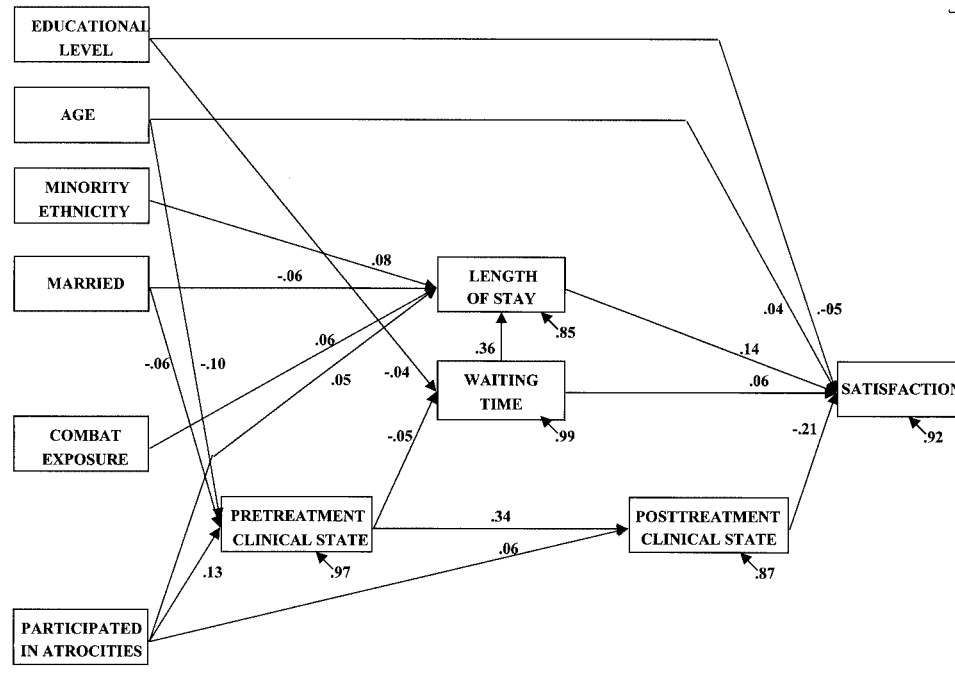 EDUCATIONAL
LEVEL
AGE
MINORITY
ETHNICITY
MARRIED
COMBAT
EXPOSURE
PARTICIPATED
IN ATROCITIES
PRETREATMENT
CLINICAL STATE
LENGTH
OF STAY
WAITING
TIME
POSTTREATMENT
CLINICAL STATE
SATISFACTION
.08
-.06
.06
.05
-.04
-.06
-.10
.13
.97
.36
.85
.99
-.05
.34
.06
.87
.14
.06
.04
-.05
-.21
.92